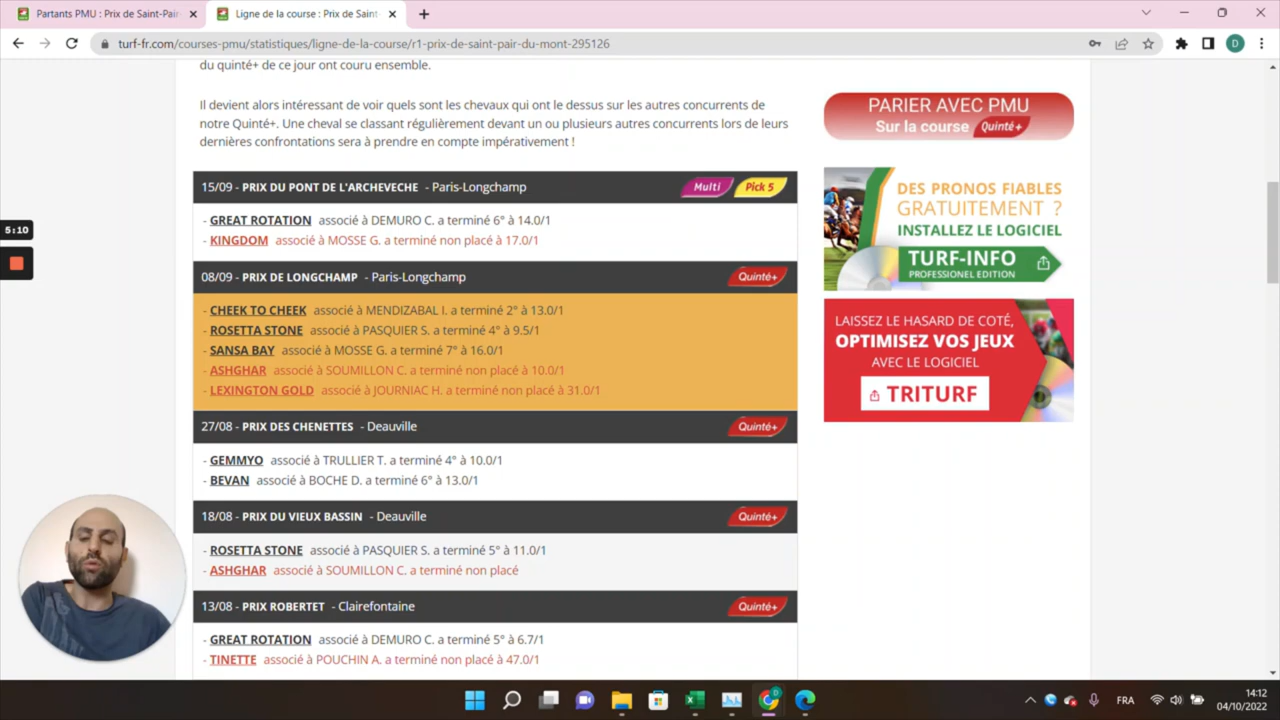 Partants PMU : Prix de Saint-Pair-
Ligne de la course : Prix de Saint-
turf-fr.com/courses-pmu/statistiques/ligne-de-la-course/r1-prix-de-saint-pair-du-mont-295126
D
du quinté+ de ce jour ont couru ensemble.
Il devient alors intéressant de voir quels sont les chevaux qui ont le dessus sur les autres concurrents de
notre Quinté+. Une cheval se classant régulièrement devant un ou plusieurs autres concurrents lors de leurs
dernières confrontations sera à prendre en compte impérativement !
15/09 - PRIX DU PONT DE L'ARCHEVECHE - Paris-Longchamp Multi Pick 5
- GREAT ROTATION associé à DEMURO C. a terminé 6° à 14.0/1
- KINGDOM associé à MOSSE G. a terminé non placé à 17.0/1
08/09 - PRIX DE LONGCHAMP - Paris-Longchamp Quinté+
- CHEEK TO CHEEK associé à MENDIZABAL I. a terminé 2° à 13.0/1
- ROSETTA STONE associé à PASQUIER S. a terminé 4° à 9.5/1
- SANSA BAY associé à MOSSE G. a terminé 7° à 16.0/1
- ASHGHAR associé à SOUMILLON C. a terminé non placé à 10.0/1
- LEXINGTON GOLD associé à JOURNIAC H. a terminé non placé à 31.0/1
27/08 - PRIX DES CHENETTES - Deauville Quinté+
- GEMMYO associé à TRULLIER T. a terminé 4° à 10.0/1
- BEVAN associé à BOCHE D. a terminé 6° à 13.0/1
18/08 - PRIX DU VIEUX BASSIN - Deauville Quinté+
- ROSETTA STONE associé à PASQUIER S. a terminé 5° à 11.0/1
- ASHGHAR associé à SOUMILLON C. a terminé non placé
13/08 - PRIX ROBERTET - Clairefontaine Quinté+
- GREAT ROTATION associé à DEMURO C. a terminé 5° à 6.7/1
- TINETTE associé à POUCHIN A. a terminé non placé à 47.0/1
PARIER AVEC PMU
Sur la course Quinté+
DES PRONOS FIABLES
GRATUITEMENT ?
INSTALLEZ LE LOGICIEL
TURF-INFO
PROFESSIONEL EDITION
LAISSEZ LE HASARD DE COTÉ,
OPTIMISEZ VOS JEUX
AVEC LE LOGICIEL
TRITURF
5:10
FRA
14:12
04/10/2022